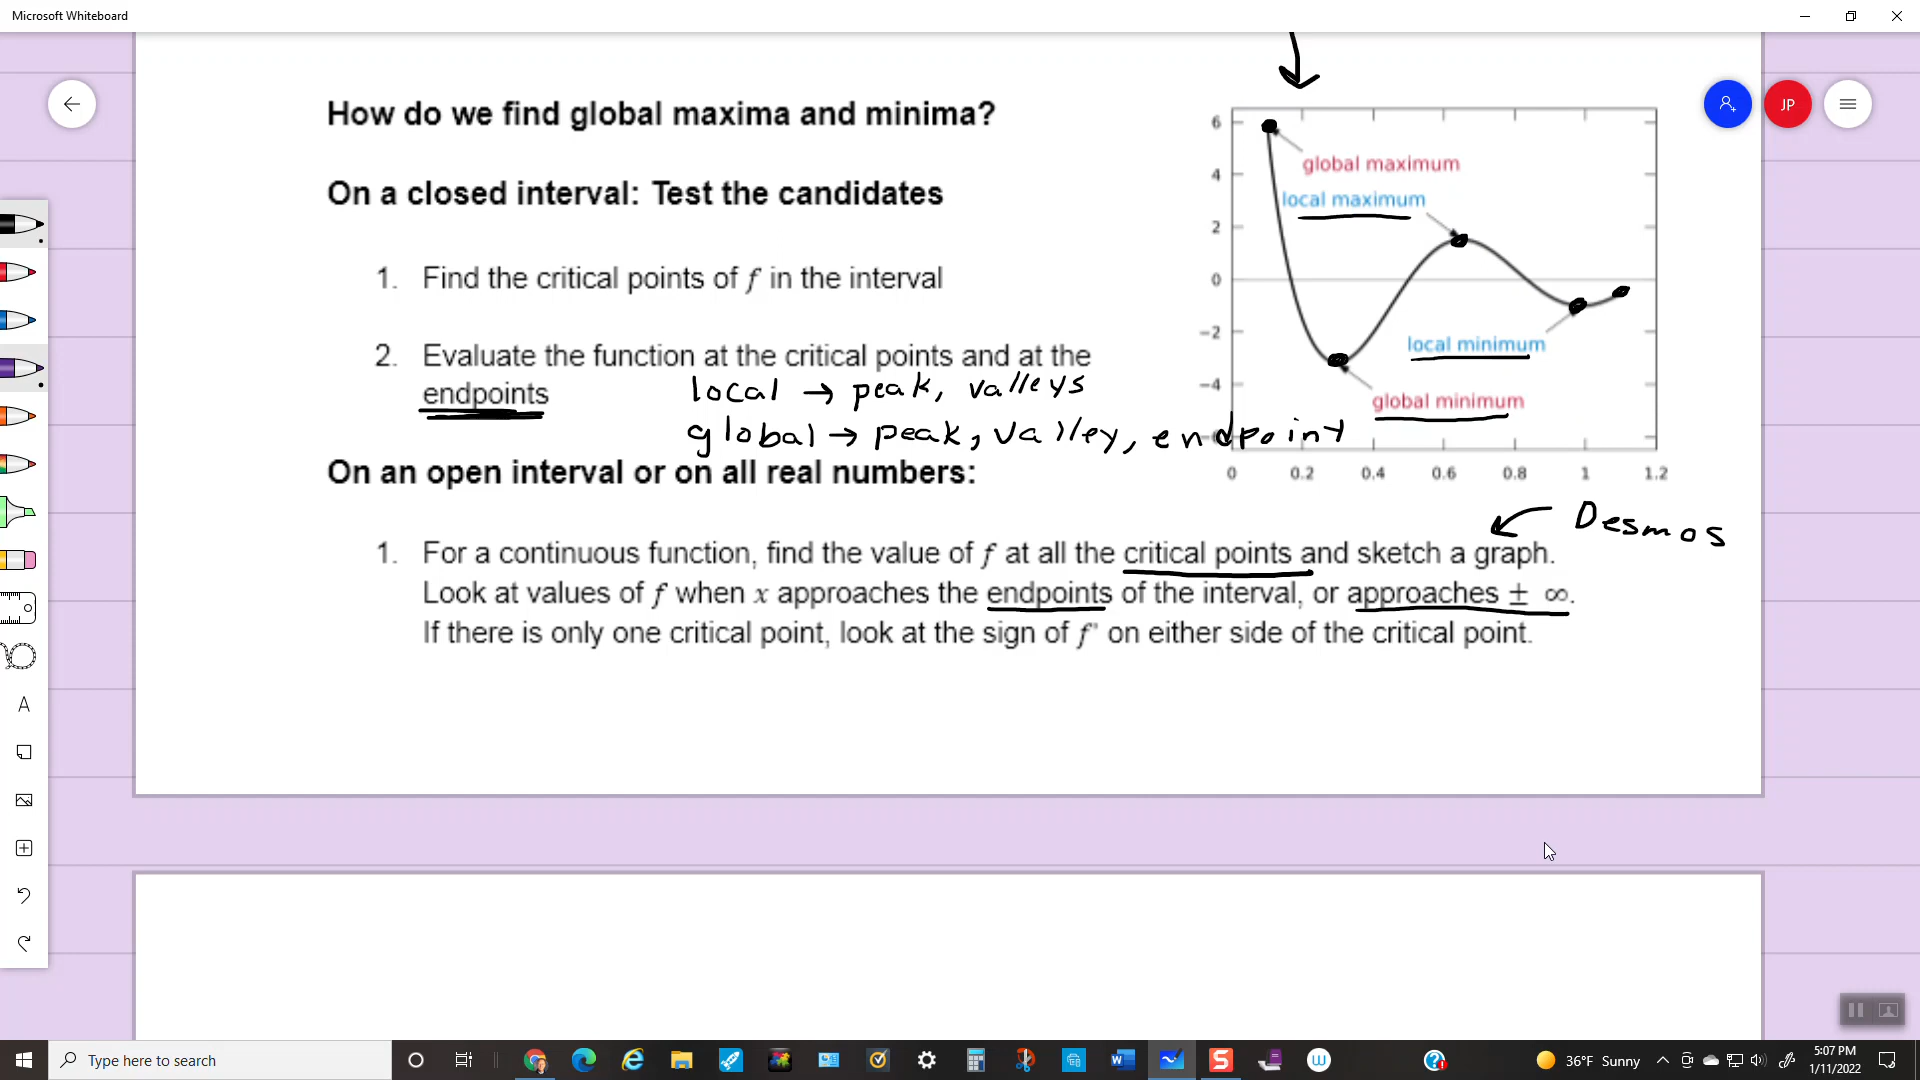 Microsoft Whiteboard
How do we find global maxima and minima?
On a closed interval: Test the candidates
1. Find the critical points of f in the interval
2. Evaluate the function at the critical points and at the
endpoints
local → peak, valleys
global → peak, valley, endpoint
On an open interval or on all real numbers:
1. For a continuous function, find the value of f at all the critical points and sketch a graph.
Look at values of f when x approaches the endpoints of the interval, or approaches ± ∞.
If there is only one critical point, look at the sign of f' on either side of the critical point.
6
4
2
0
−2
−4
global maximum
local maximum
local minimum
global minimum
0 0.2 0.4 0.6 0.8 1 1.2
Desmos
JP
A
Type here to search
36°F Sunny
5:07 PM
1/11/2022